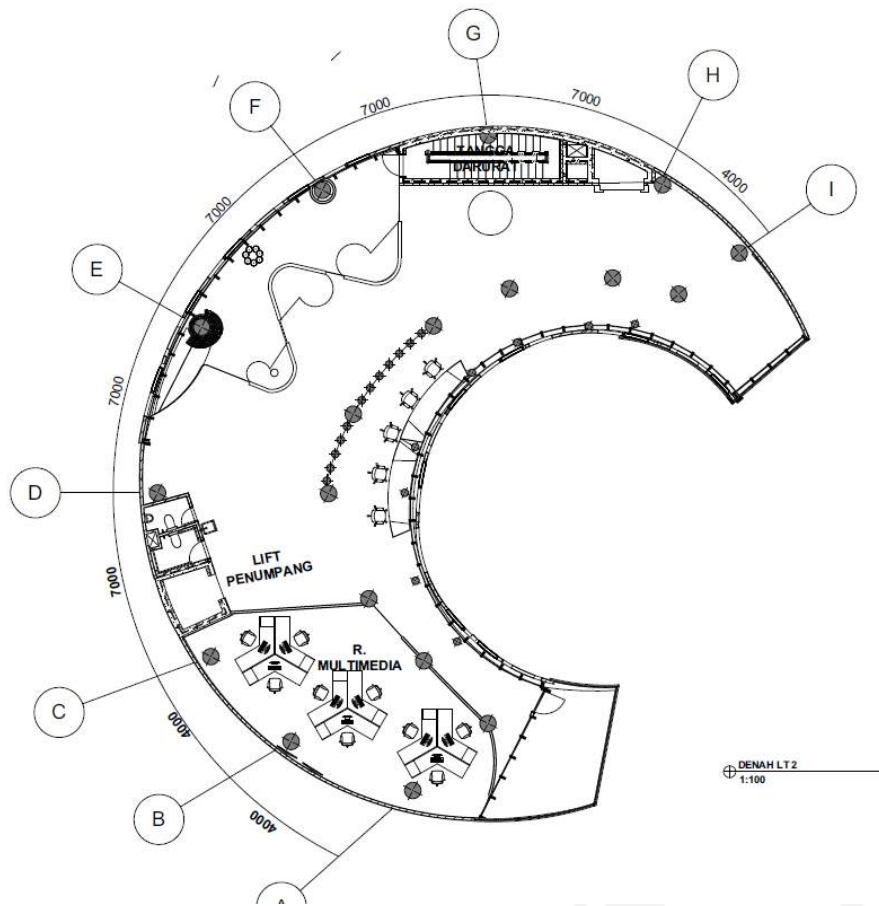 G
H
F
7000
7000
7000
4000
TANGGA
DARURAT
I
E
7000
D
7000
LIFT
PENUMPANG
R.
MULTIMEDIA
C
4000
B
4000
A
DENAH LT 2
1:100